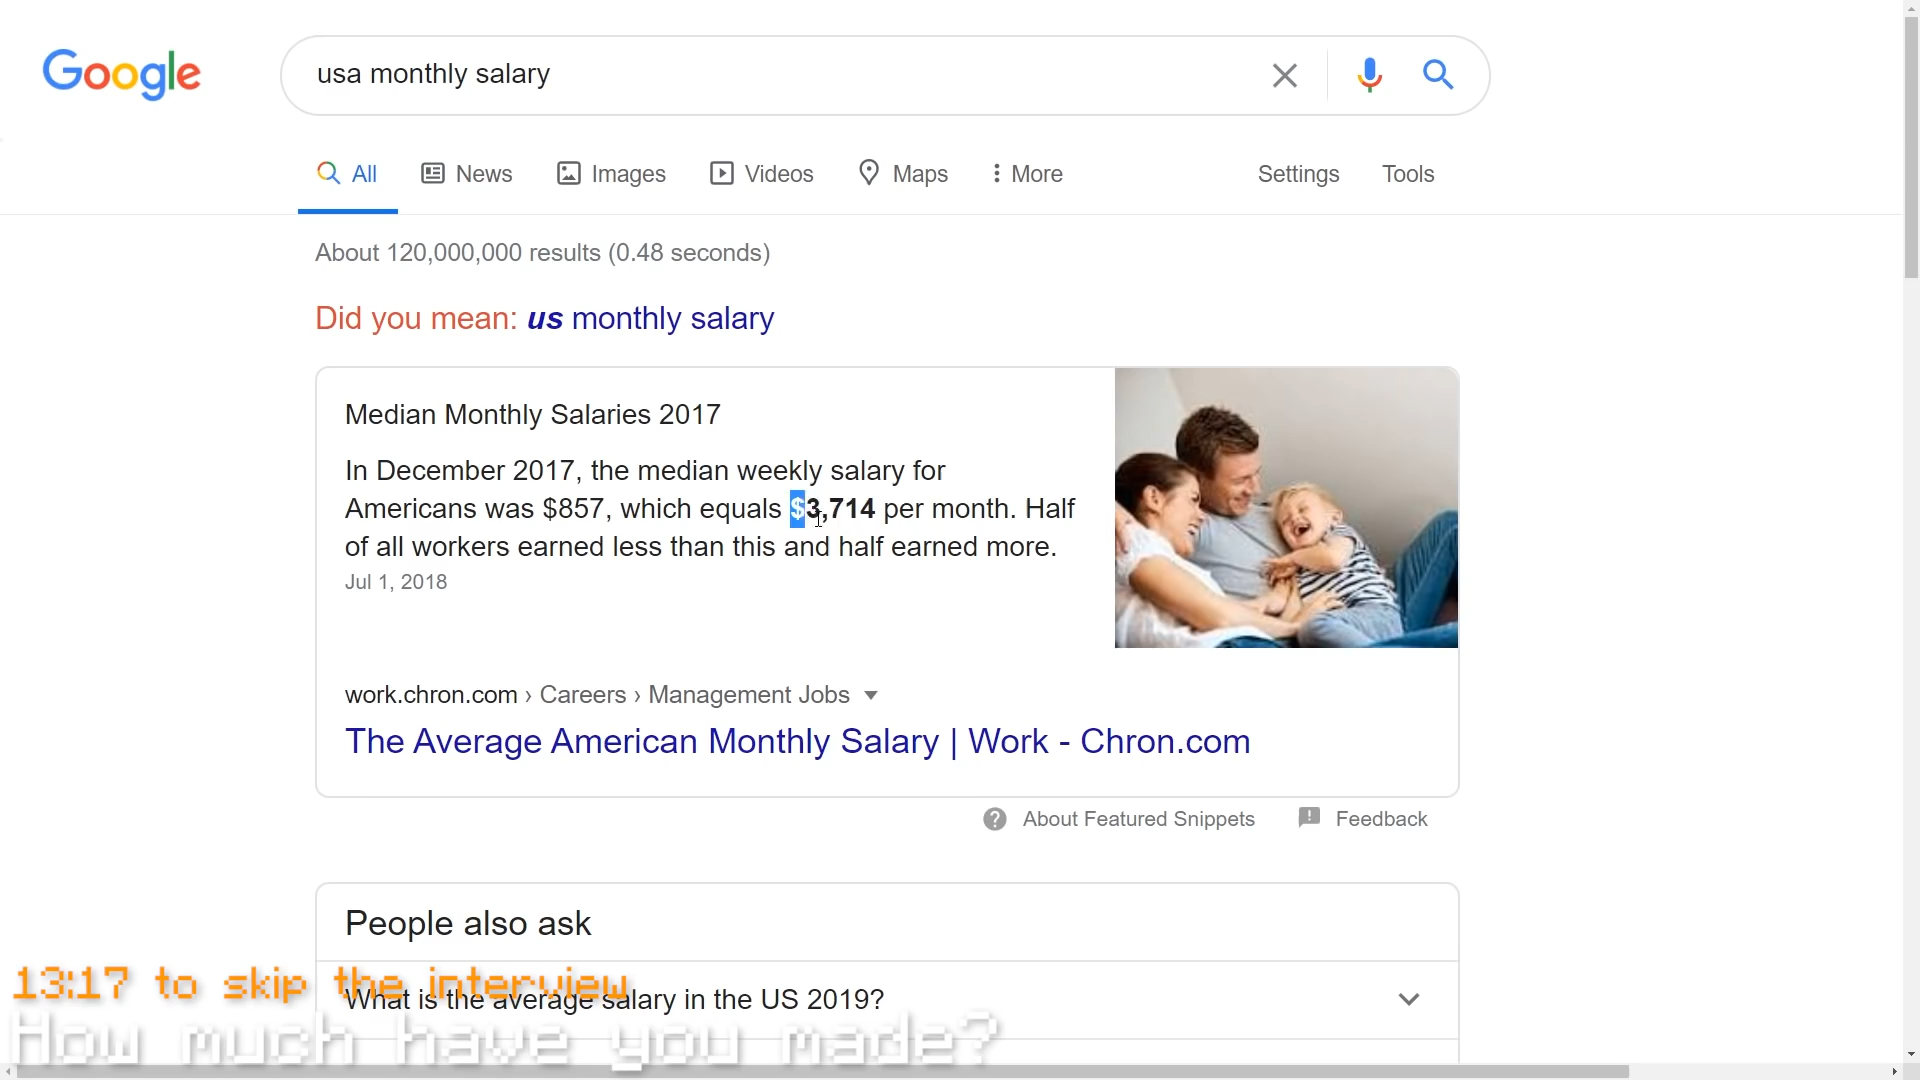 Google
usa monthly salary
All
News
Images
Videos
Maps
More
Settings
Tools
About 120,000,000 results (0.48 seconds)
Did you mean: us monthly salary
Median Monthly Salaries 2017
In December 2017, the median weekly salary for
Americans was $857, which equals $3,714 per month. Half
of all workers earned less than this and half earned more.
Jul 1, 2018
work.chron.com › Careers › Management Jobs
The Average American Monthly Salary | Work - Chron.com
About Featured Snippets
Feedback
People also ask
13:17 to skip the interview
What is the average salary in the US 2019?
How much have you made?